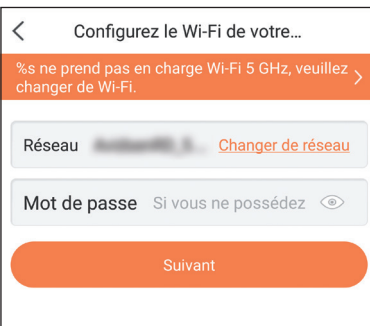 Configurez le Wi-Fi de votre...
%s ne prend pas en charge Wi-Fi 5 GHz, veuillez
changer de Wi-Fi.
Réseau Changer de réseau
Mot de passe Si vous ne possédez
Suivant